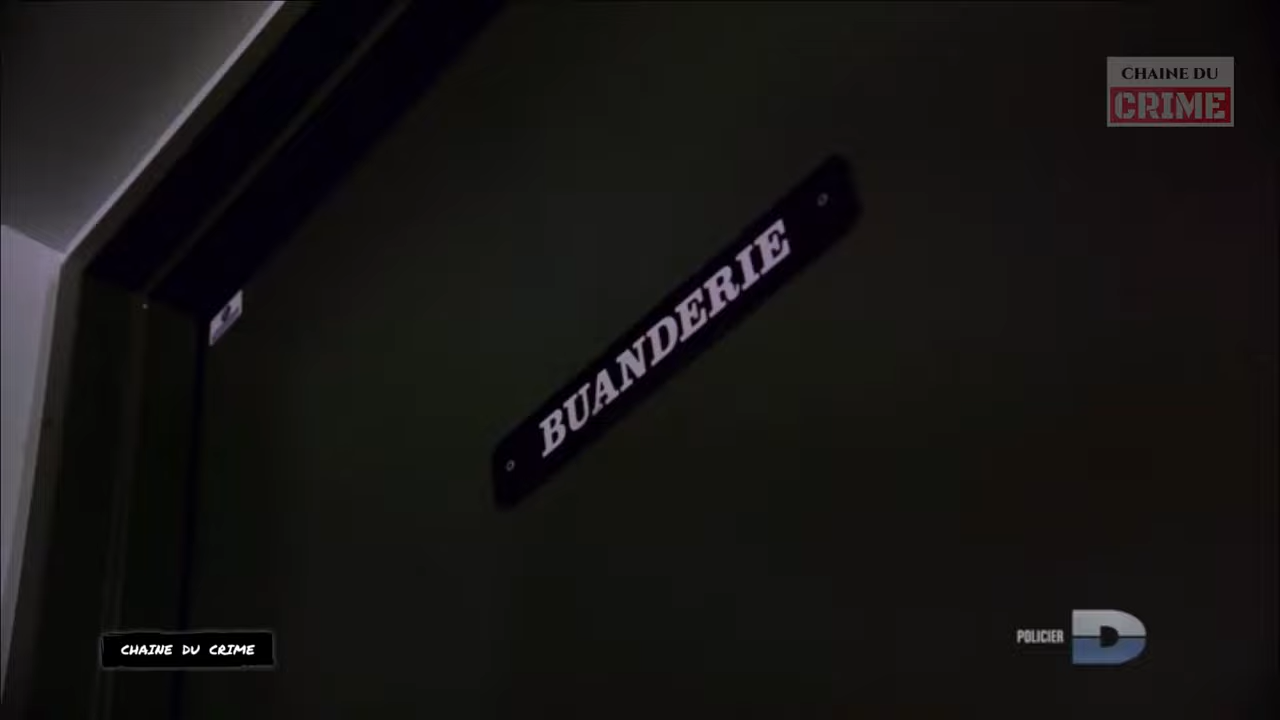 CHAINE DU
CRIME
BUANDERIE
CHAINE DU CRIME
POLICIER D